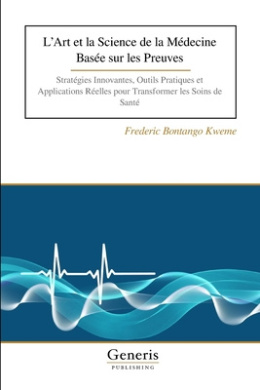 L'Art et la Science de la Médecine
Basée sur les Preuves
Stratégies Innovantes, Outils Pratiques et
Applications Réelles pour Transformer les Soins de
Santé
Frederic Bontango Kweme
Generis
PUBLISHING